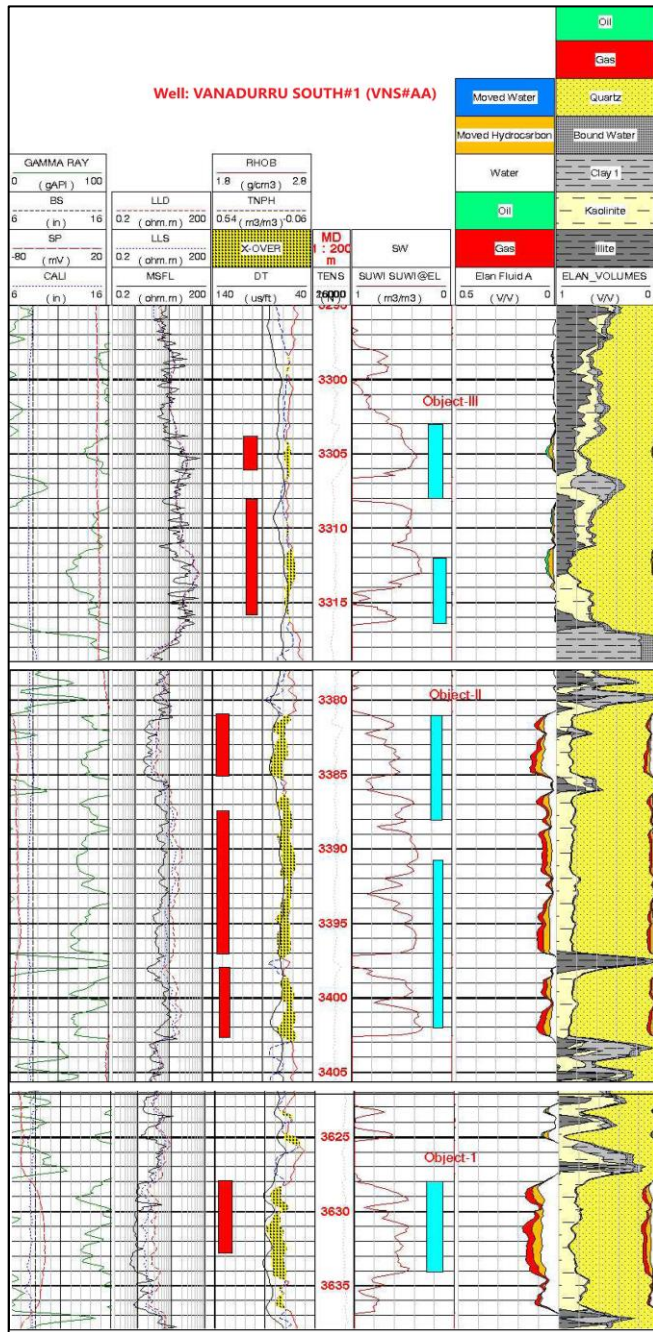 Oil
Gas
Well: VANADURRU SOUTH#1 (VNS#AA)
Moved Water
Quartz
Moved Hydrocarbon
Bound Water
GAMMA RAY
0 (gAPI) 100
RHOB
1.8 (g/cm3) 2.8
Water
Clay 1
BS
6 (in) 16
LLD
0.2 (ohm.m) 200
TNPH
0.54 (m3/m3) -0.06
Oil
Kaolinite
SP
-80 (mV) 20
LLS
0.2 (ohm.m) 200
X-OVER
MD
1 : 200
m
SW
Gas
Illite
CALI
6 (in) 16
MSFL
0.2 (ohm.m) 200
DT
140 (us/ft) 40
TENS
SUWI SUWI@EL
1 (m3/m3) 0
Elan Fluid A
0.5 (V/V) 0
ELAN_VOLUMES
1 (V/V) 0
3300
Object-III
3305
3310
3315
3380
Object-II
3385
3390
3395
3400
3405
3625
Object-1
3630
3635